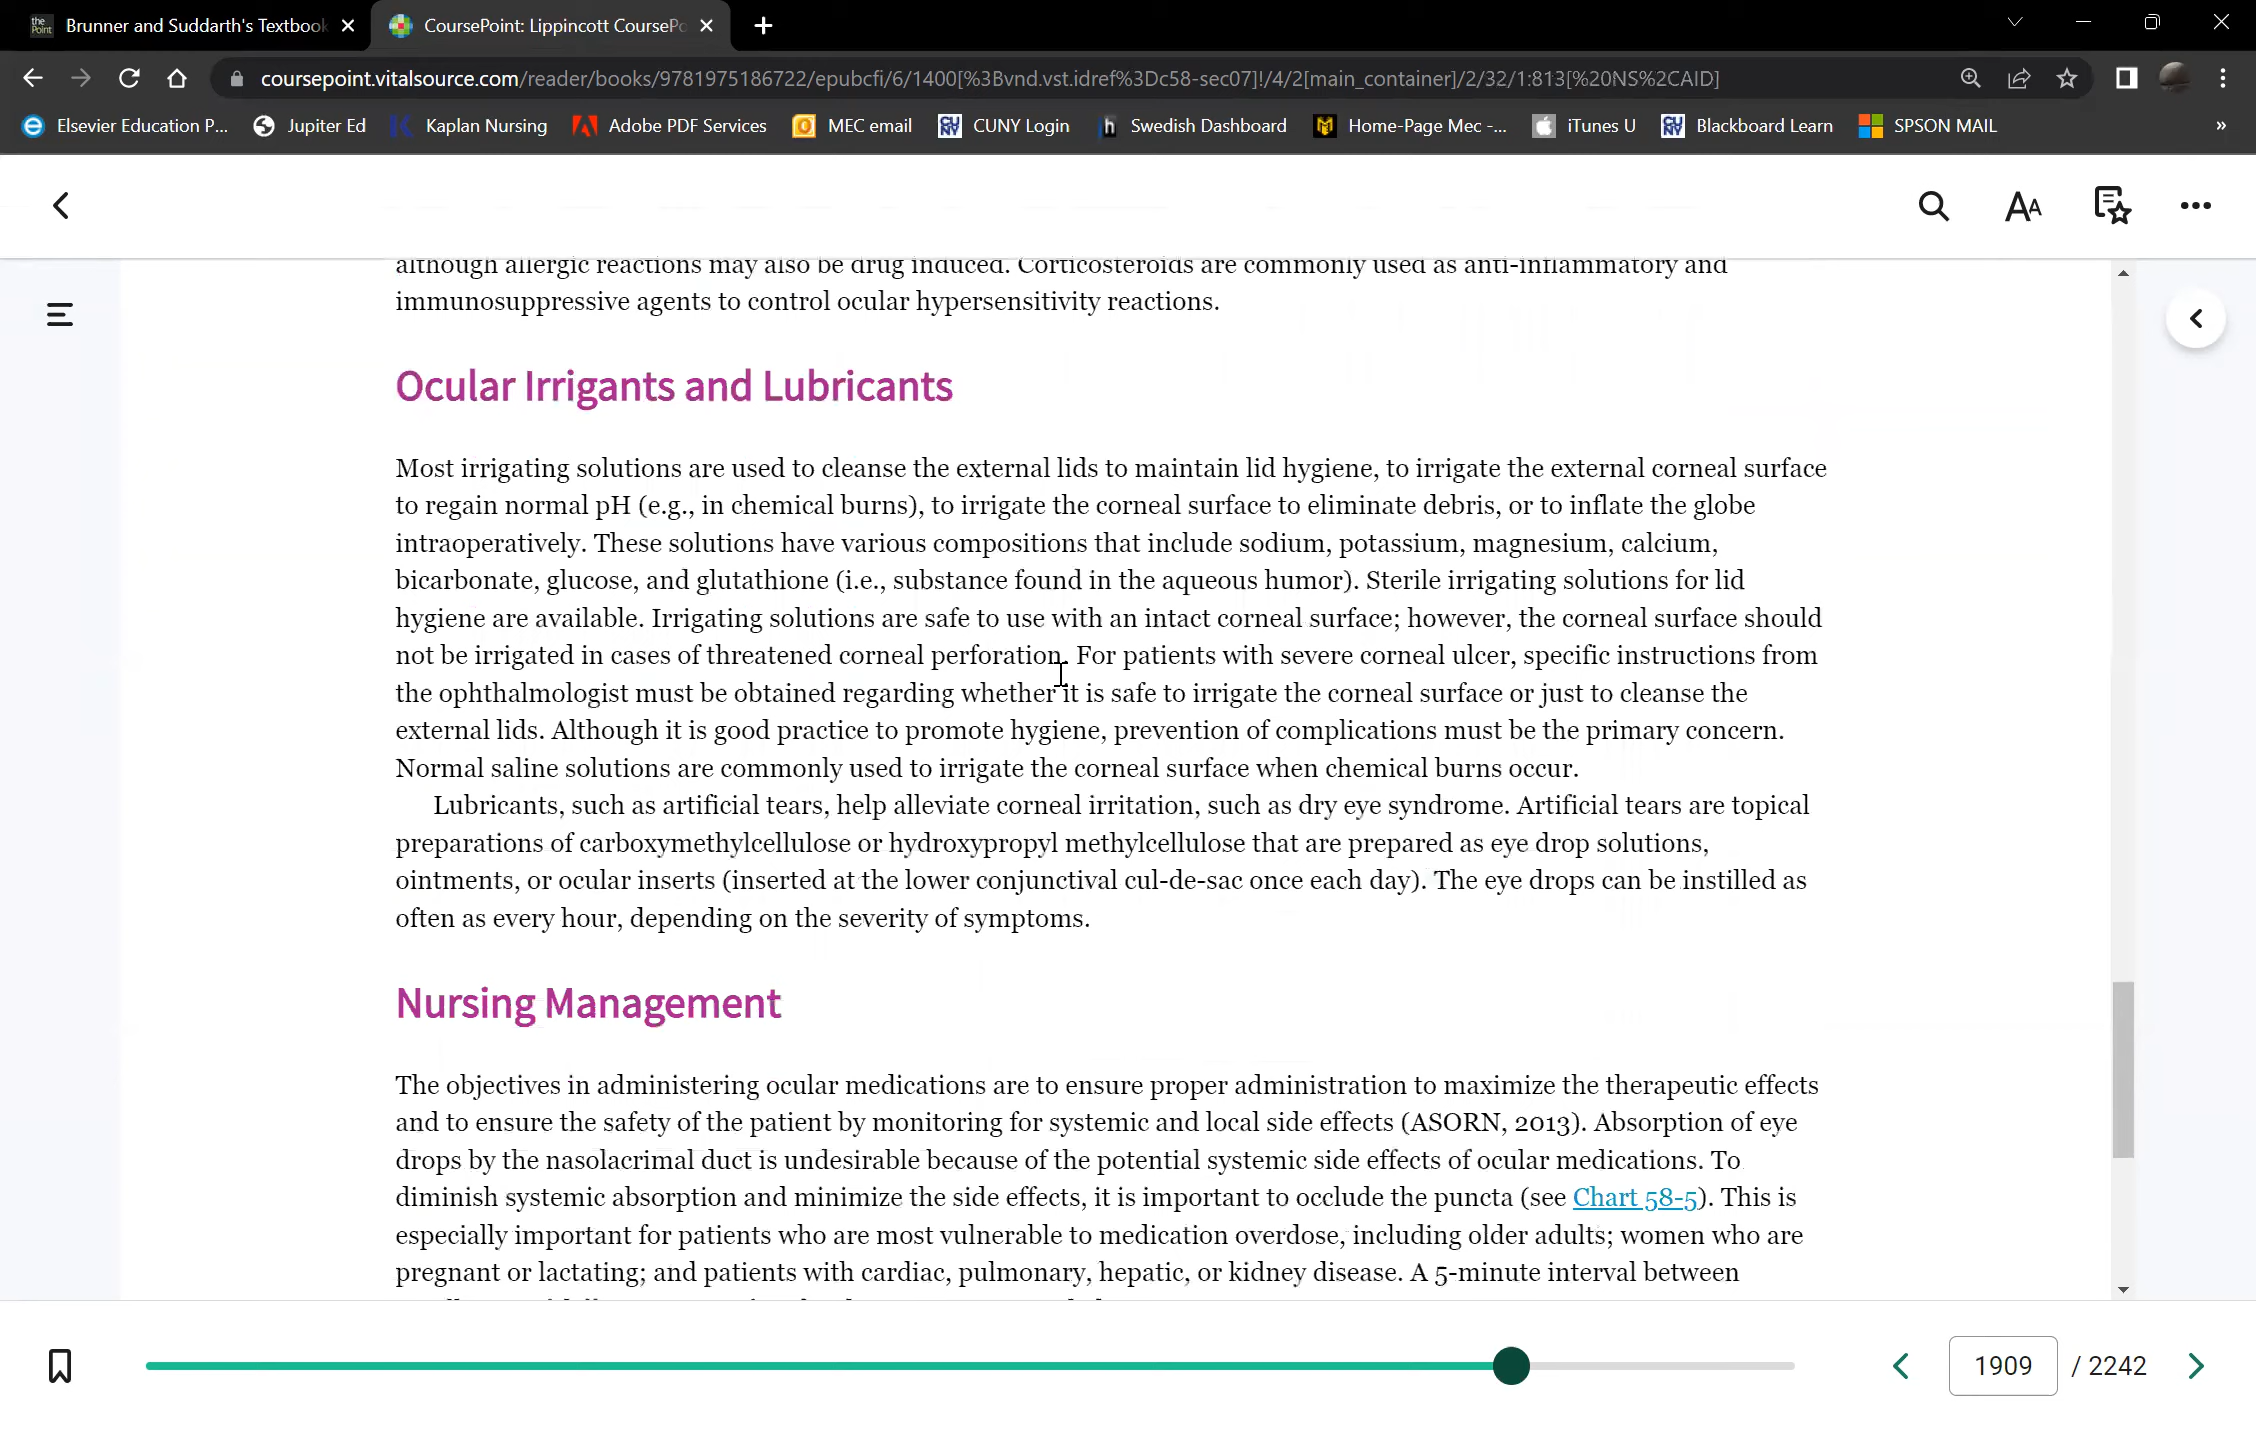 Brunner and Suddarth's Textboo
CoursePoint: Lippincott CourseP
coursepoint.vitalsource.com/reader/books/9781975186722/epubcfi/6/1400[%3Bvnd.vst.idref%3Dc58-sec07]!/4/2[main_container]/2/32/1:813[%20NS%2CAID]
Elsevier Education P... Jupiter Ed Kaplan Nursing Adobe PDF Services MEC email CUNY Login Swedish Dashboard Home-Page Mec -... iTunes U Blackboard Learn SPSON MAIL »
although allergic reactions may also be drug induced. Corticosteroids are commonly used as anti-inflammatory and
immunosuppressive agents to control ocular hypersensitivity reactions.
Ocular Irrigants and Lubricants
Most irrigating solutions are used to cleanse the external lids to maintain lid hygiene, to irrigate the external corneal surface
to regain normal pH (e.g., in chemical burns), to irrigate the corneal surface to eliminate debris, or to inflate the globe
intraoperatively. These solutions have various compositions that include sodium, potassium, magnesium, calcium,
bicarbonate, glucose, and glutathione (i.e., substance found in the aqueous humor). Sterile irrigating solutions for lid
hygiene are available. Irrigating solutions are safe to use with an intact corneal surface; however, the corneal surface should
not be irrigated in cases of threatened corneal perforation. For patients with severe corneal ulcer, specific instructions from
the ophthalmologist must be obtained regarding whether it is safe to irrigate the corneal surface or just to cleanse the
external lids. Although it is good practice to promote hygiene, prevention of complications must be the primary concern.
Normal saline solutions are commonly used to irrigate the corneal surface when chemical burns occur.
Lubricants, such as artificial tears, help alleviate corneal irritation, such as dry eye syndrome. Artificial tears are topical
preparations of carboxymethylcellulose or hydroxypropyl methylcellulose that are prepared as eye drop solutions,
ointments, or ocular inserts (inserted at the lower conjunctival cul-de-sac once each day). The eye drops can be instilled as
often as every hour, depending on the severity of symptoms.
Nursing Management
The objectives in administering ocular medications are to ensure proper administration to maximize the therapeutic effects
and to ensure the safety of the patient by monitoring for systemic and local side effects (ASORN, 2013). Absorption of eye
drops by the nasolacrimal duct is undesirable because of the potential systemic side effects of ocular medications. To
diminish systemic absorption and minimize the side effects, it is important to occlude the puncta (see Chart 58-5). This is
especially important for patients who are most vulnerable to medication overdose, including older adults; women who are
pregnant or lactating; and patients with cardiac, pulmonary, hepatic, or kidney disease. A 5-minute interval between
1909 / 2242